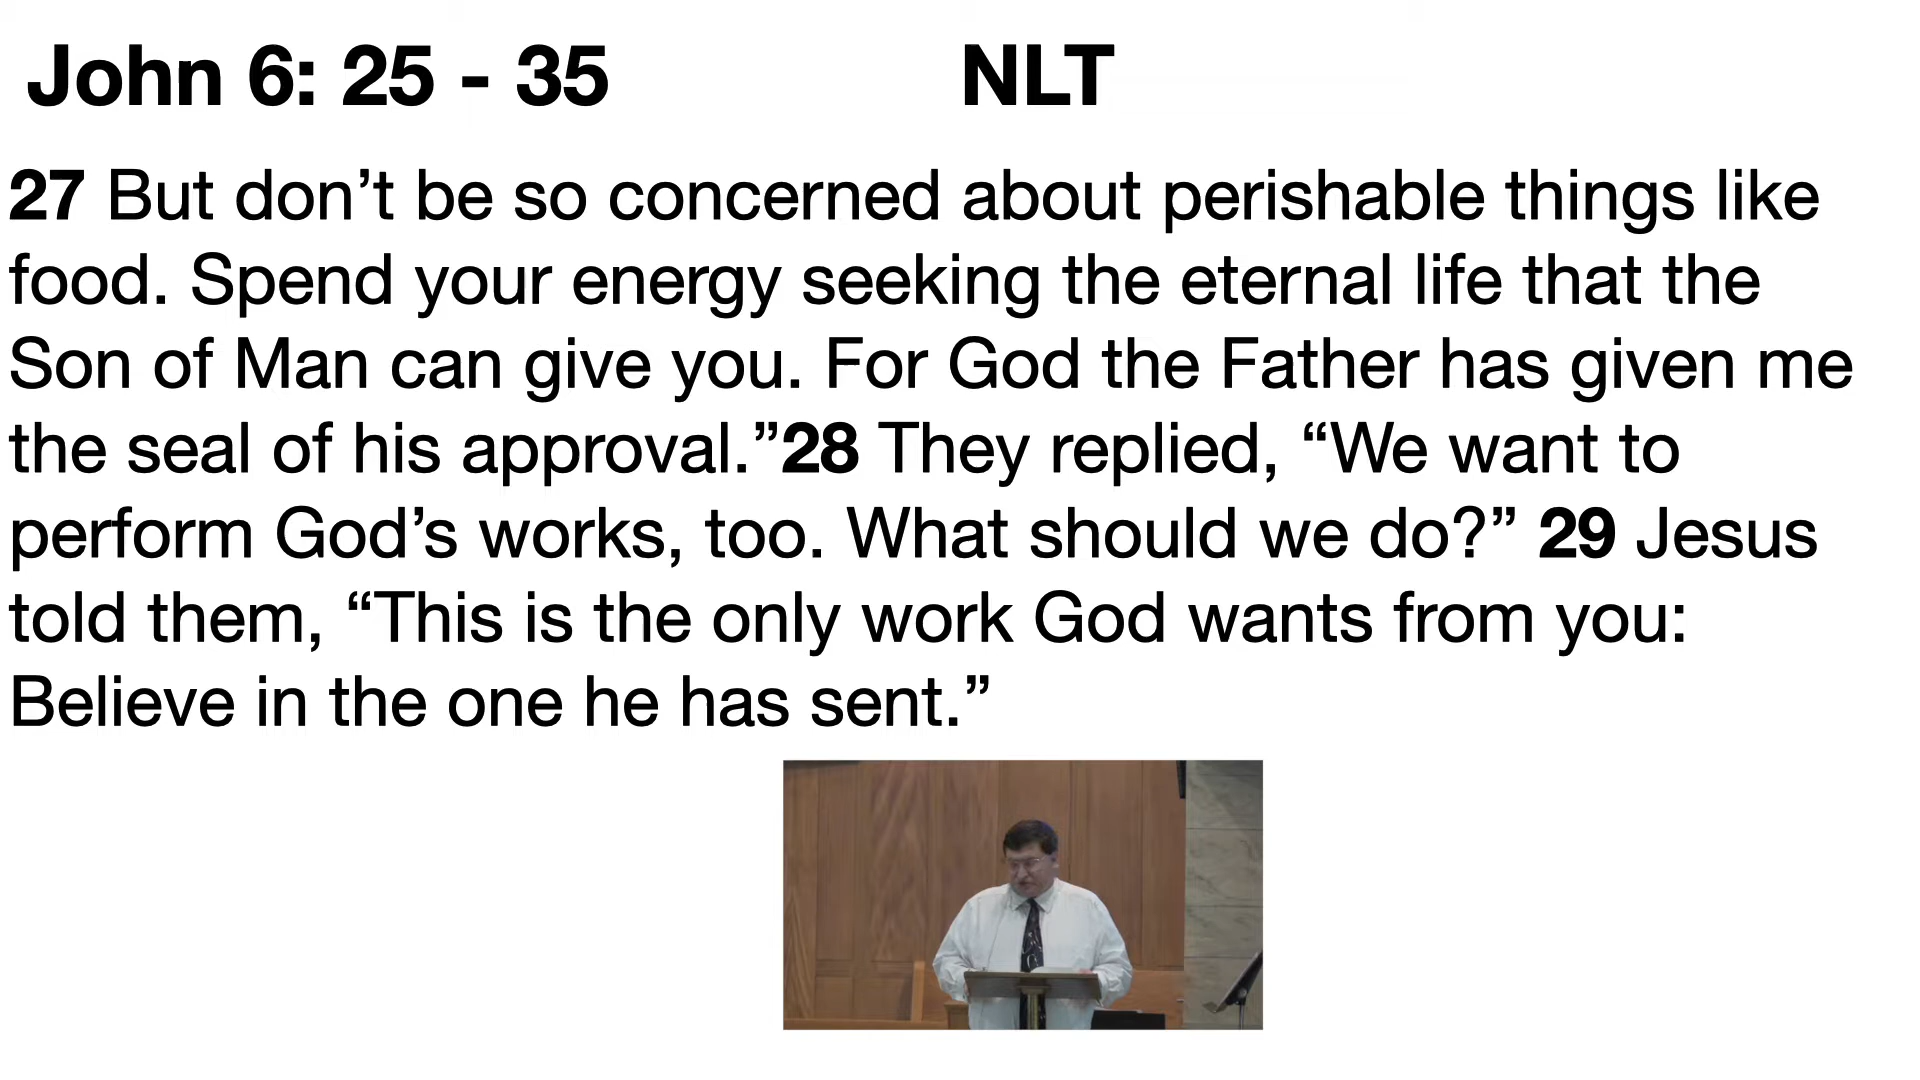 John 6: 25 - 35 NLT
27 But don’t be so concerned about perishable things like
food. Spend your energy seeking the eternal life that the
Son of Man can give you. For God the Father has given me
the seal of his approval.”28 They replied, “We want to
perform God’s works, too. What should we do?” 29 Jesus
told them, “This is the only work God wants from you:
Believe in the one he has sent.”